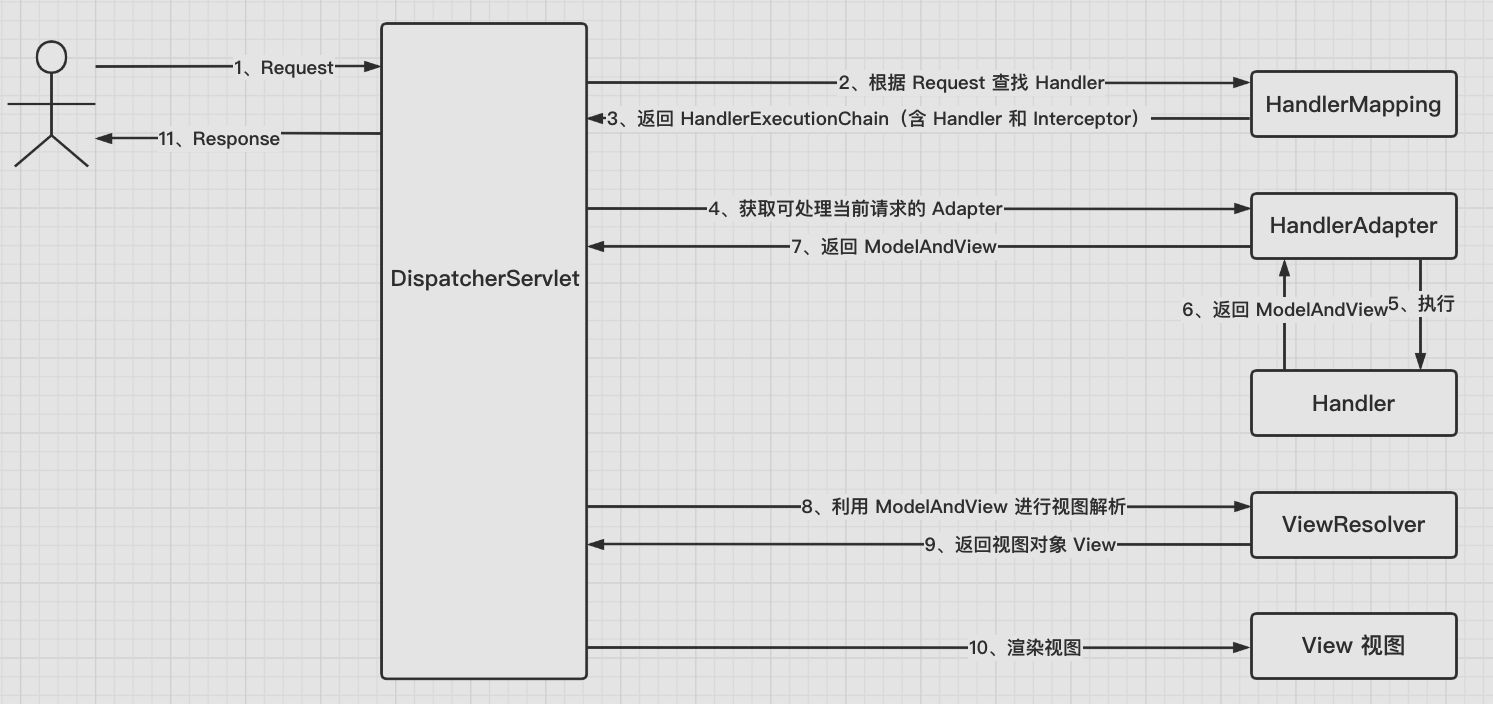 1、Request
11、Response
DispatcherServlet
2、根据 Request 查找 Handler
3、返回 HandlerExecutionChain（含 Handler 和 Interceptor）
HandlerMapping
4、获取可处理当前请求的 Adapter
7、返回 ModelAndView
HandlerAdapter
6、返回 ModelAndView
5、执行
Handler
8、利用 ModelAndView 进行视图解析
9、返回视图对象 View
ViewResolver
10、渲染视图
View 视图